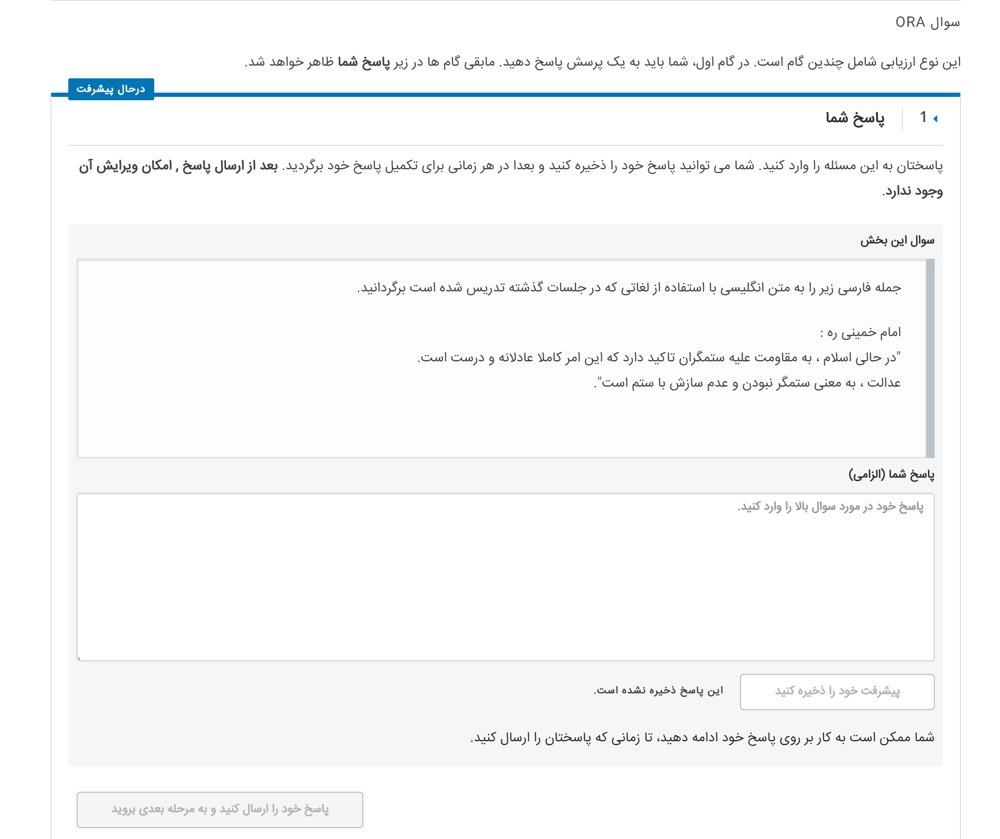 سوال ORA
این نوع ارزیابی شامل چندین گام است. در گام اول، شما باید به یک پرسش پاسخ دهید. مابقی گام ها در زیر پاسخ شما ظاهر خواهد شد.
درحال پیشرفت
1 پاسخ شما
پاسختان به این مسئله را وارد کنید. شما می توانید پاسخ خود را ذخیره کنید و بعدا در هر زمانی برای تکمیل پاسخ خود برگردید. بعد از ارسال پاسخ , امکان ویرایش آن
وجود ندارد.
سوال این بخش
جمله فارسی زیر را به متن انگلیسی با استفاده از لغاتی که در جلسات گذشته تدریس شده است برگردانید.
امام خمینی ره :
"در حالی اسلام ، به مقاومت علیه ستمگران تاکید دارد که این امر کاملا عادلانه و درست است.
عدالت ، به معنی ستمگر نبودن و عدم سازش با ستم است".
پاسخ شما (الزامی)
پاسخ خود در مورد سوال بالا را وارد کنید.
پیشرفت خود را ذخیره کنید
این پاسخ ذخیره نشده است.
شما ممکن است به کار بر روی پاسخ خود ادامه دهید، تا زمانی که پاسختان را ارسال کنید.
پاسخ خود را ارسال کنید و به مرحله بعدی بروید